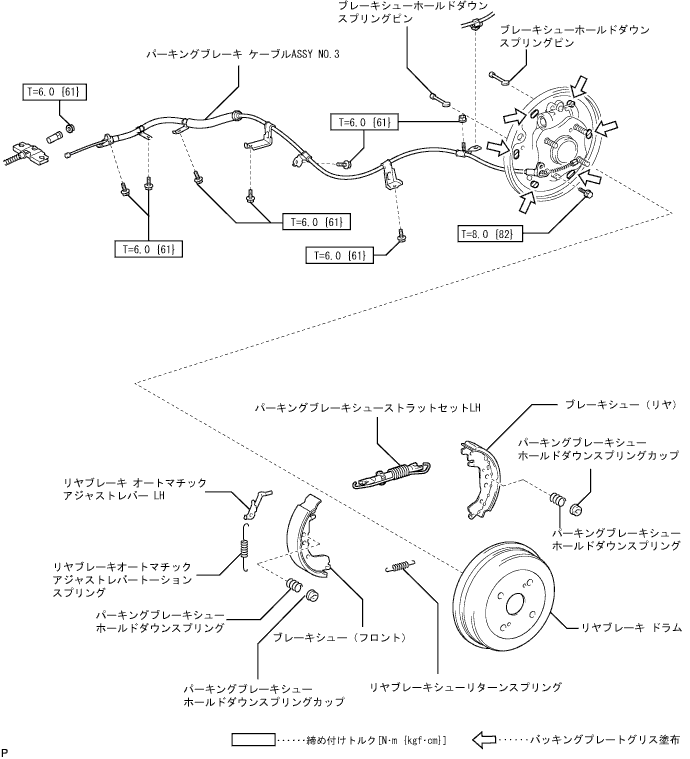 ブレーキシューホールドダウン
スプリングピン
ブレーキシューホールドダウン
スプリングピン
パーキングブレーキ ケーブルASSY NO.3
T=6.0 {61}
T=6.0 {61}
T=6.0 {61}
T=8.0 {82}
T=6.0 {61}
T=6.0 {61}
パーキングブレーキシューストラットセットLH
ブレーキシュー（リヤ）
パーキングブレーキシュー
ホールドダウンスプリングカップ
リヤブレーキ オートマチック
アジャストレバー LH
パーキングブレーキシュー
ホールドダウンスプリング
リヤブレーキオートマチック
アジャストレバートーション
スプリング
パーキングブレーキシュー
ホールドダウンスプリング
ブレーキシュー（フロント）
リヤブレーキ ドラム
パーキングブレーキシュー
ホールドダウンスプリングカップ
リヤブレーキシューリターンスプリング
······締め付けトルク[N·m {kgf·cm}]
······バッキングプレートグリス塗布
P